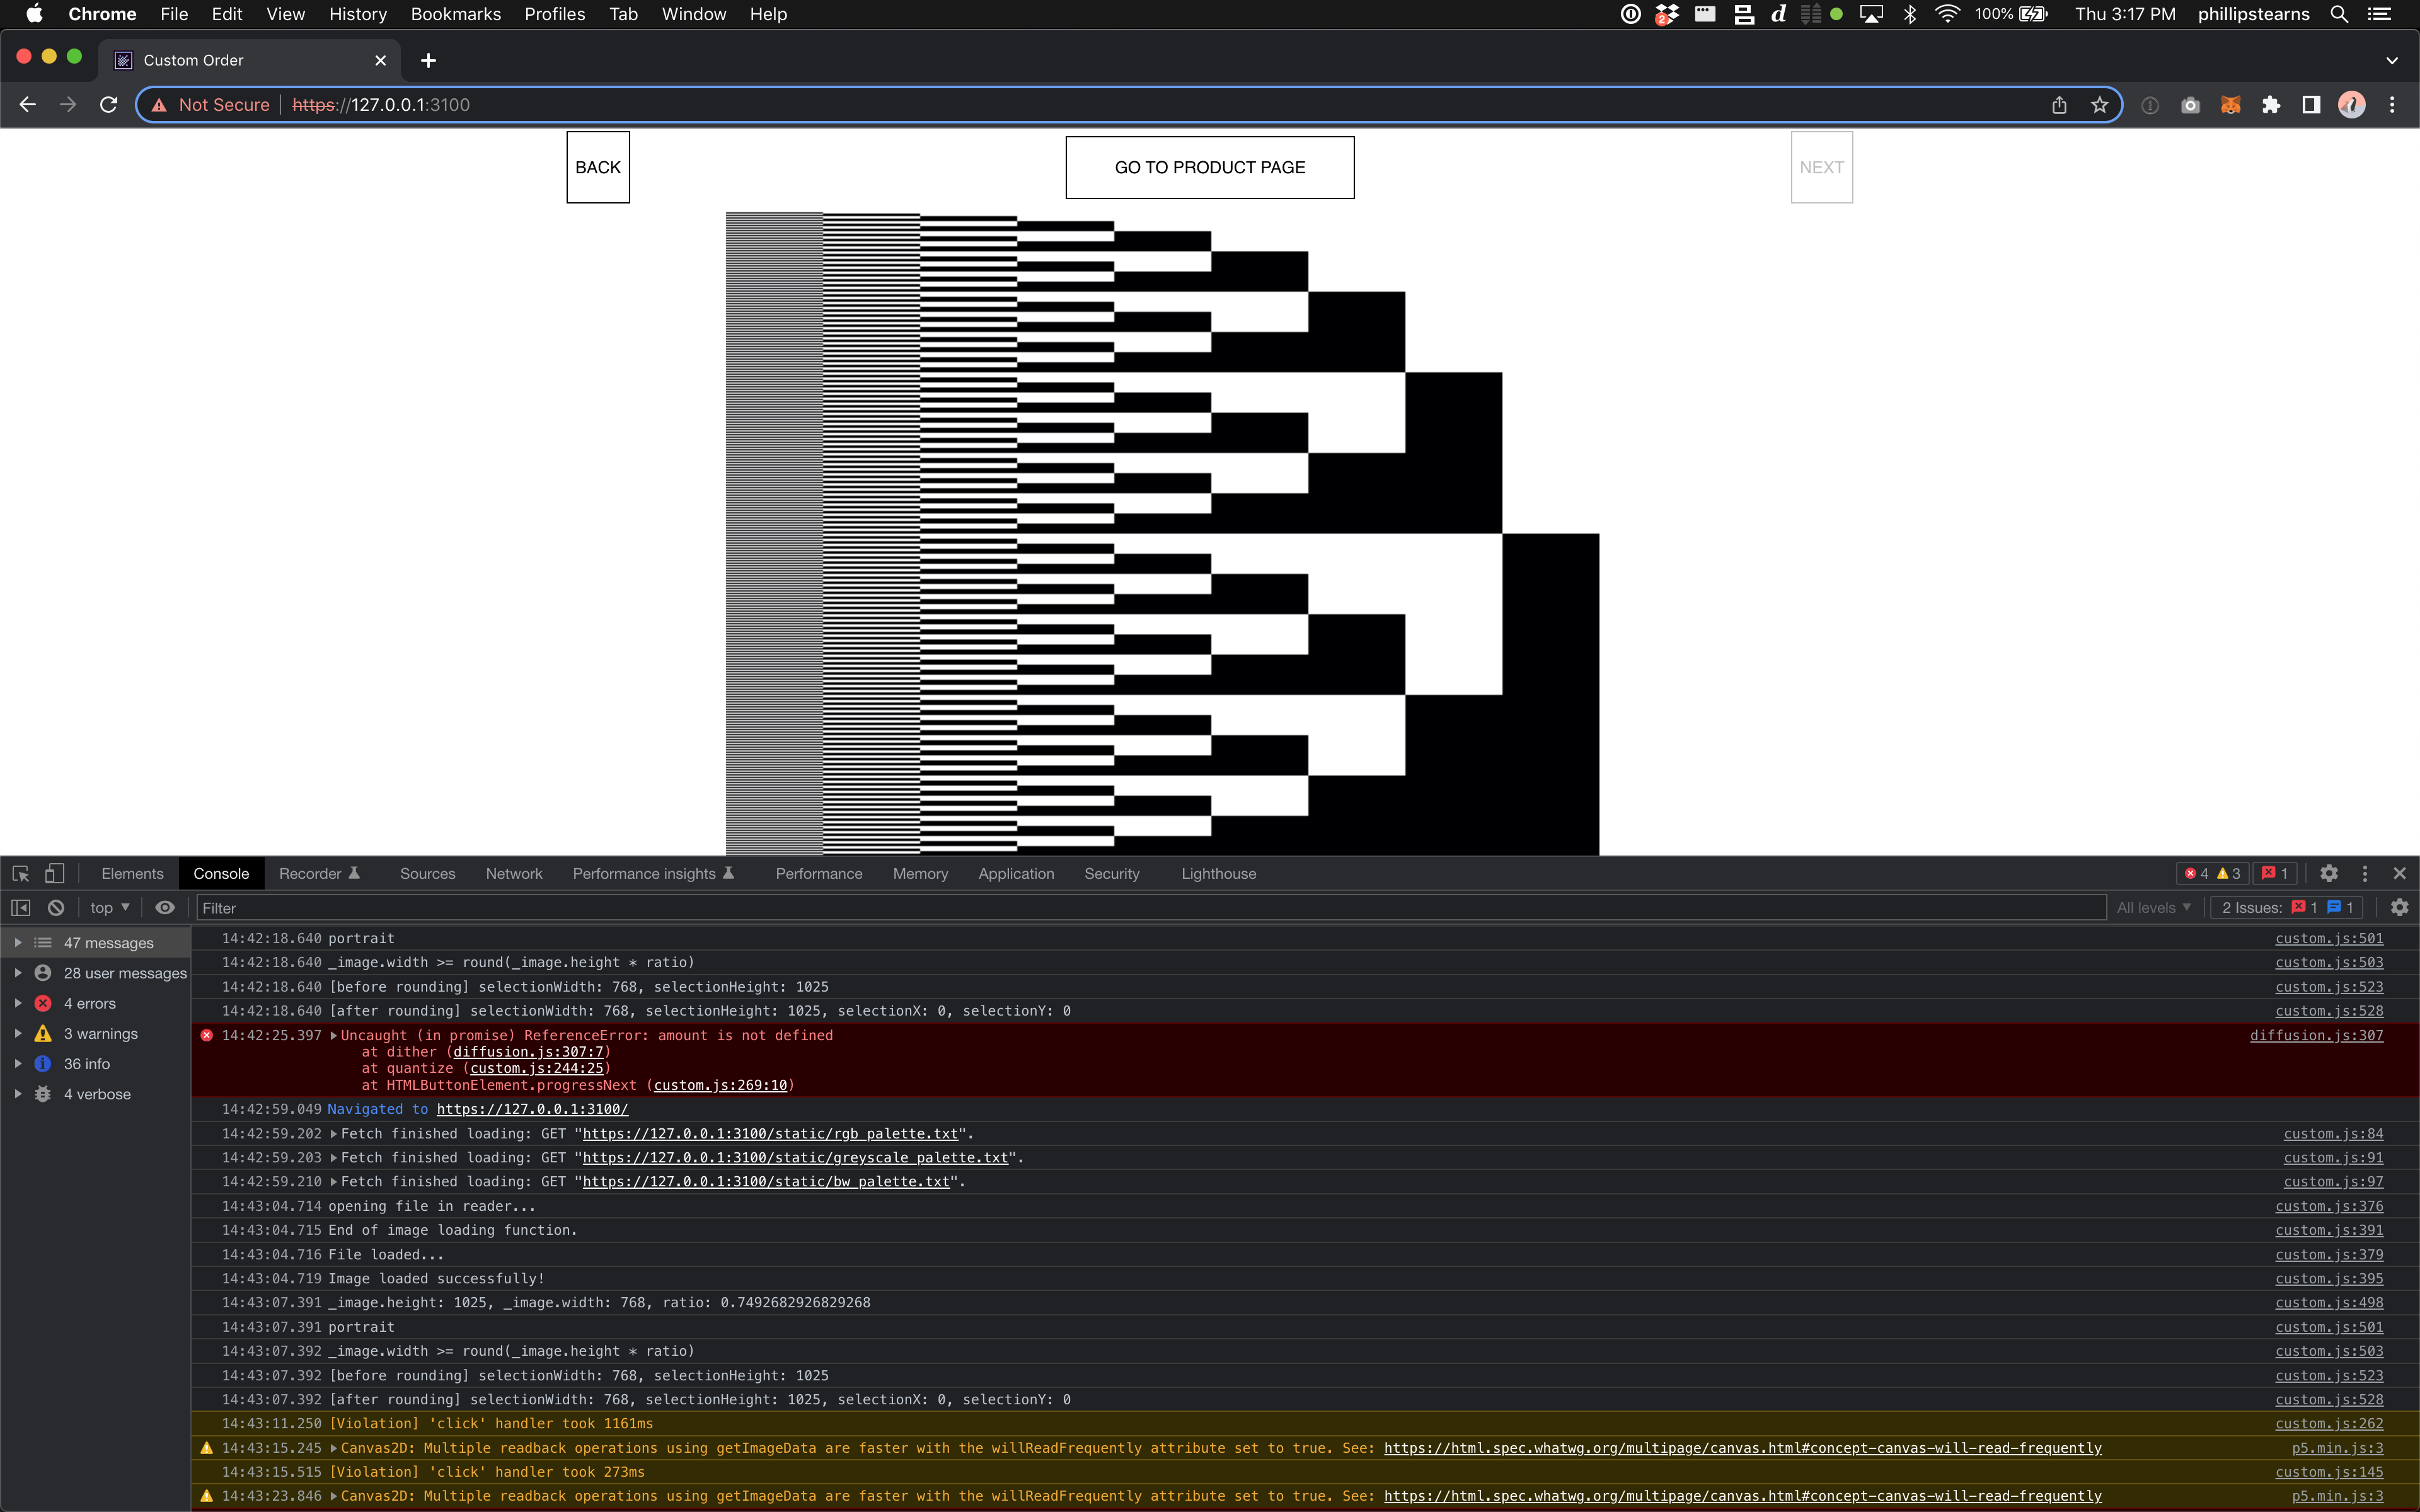 Chrome File Edit View History Bookmarks Profiles Tab Window Help 2 d 100% Thu 3:17 PM phillipstearns
Custom Order
Not Secure https://127.0.0.1:3100
BACK GO TO PRODUCT PAGE NEXT
Elements Console Recorder Sources Network Performance insights Performance Memory Application Security Lighthouse 4 3 1
top Filter All levels 2 Issues: 1 1
47 messages
28 user messages
4 errors
3 warnings
36 info
4 verbose
14:42:18.640 portrait custom.js:501
14:42:18.640 _image.width >= round(_image.height * ratio) custom.js:503
14:42:18.640 [before rounding] selectionWidth: 768, selectionHeight: 1025 custom.js:523
14:42:18.640 [after rounding] selectionWidth: 768, selectionHeight: 1025, selectionX: 0, selectionY: 0 custom.js:528
14:42:25.397 Uncaught (in promise) ReferenceError: amount is not defined diffusion.js:307
at dither (diffusion.js:307:7)
at quantize (custom.js:244:25)
at HTMLButtonElement.progressNext (custom.js:269:10)
14:42:59.049 Navigated to https://127.0.0.1:3100/
14:42:59.202 Fetch finished loading: GET "https://127.0.0.1:3100/static/rgb_palette.txt". custom.js:84
14:42:59.203 Fetch finished loading: GET "https://127.0.0.1:3100/static/greyscale_palette.txt". custom.js:91
14:42:59.210 Fetch finished loading: GET "https://127.0.0.1:3100/static/bw_palette.txt". custom.js:97
14:43:04.714 opening file in reader... custom.js:376
14:43:04.715 End of image loading function. custom.js:391
14:43:04.716 File loaded... custom.js:379
14:43:04.719 Image loaded successfully! custom.js:395
14:43:07.391 _image.height: 1025, _image.width: 768, ratio: 0.7492682926829268 custom.js:498
14:43:07.391 portrait custom.js:501
14:43:07.392 _image.width >= round(_image.height * ratio) custom.js:503
14:43:07.392 [before rounding] selectionWidth: 768, selectionHeight: 1025 custom.js:523
14:43:07.392 [after rounding] selectionWidth: 768, selectionHeight: 1025, selectionX: 0, selectionY: 0 custom.js:528
14:43:11.250 [Violation] 'click' handler took 1161ms custom.js:262
14:43:15.245 Canvas2D: Multiple readback operations using getImageData are faster with the willReadFrequently attribute set to true. See: https://html.spec.whatwg.org/multipage/canvas.html#concept-canvas-will-read-frequently p5.min.js:3
14:43:15.515 [Violation] 'click' handler took 273ms custom.js:145
14:43:23.846 Canvas2D: Multiple readback operations using getImageData are faster with the willReadFrequently attribute set to true. See: https://html.spec.whatwg.org/multipage/canvas.html#concept-canvas-will-read-frequently p5.min.js:3